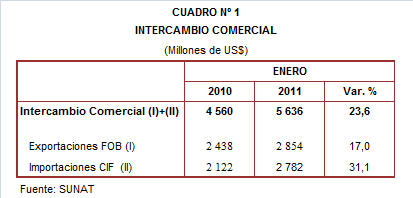 CUADRO Nº 1
INTERCAMBIO COMERCIAL
(Millones de US$)
ENERO
2010 2011 Var. %
Intercambio Comercial (I)+(II) 4 560 5 636 23,6
Exportaciones FOB (I) 2 438 2 854 17,0
Importaciones CIF (II) 2 122 2 782 31,1
Fuente: SUNAT